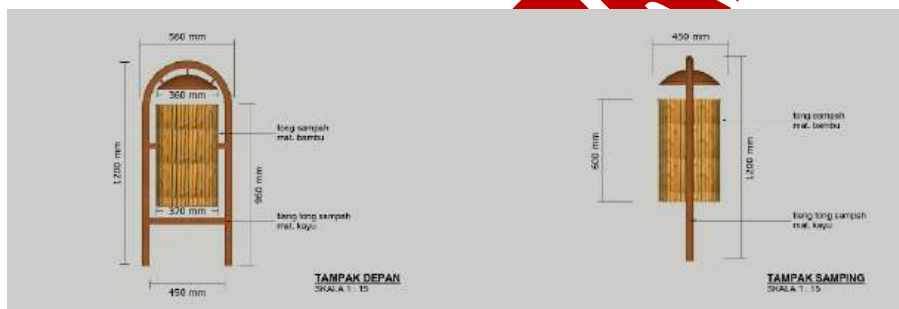 560 mm
360 mm
tong sampah
mat. bambu
1200 mm
960 mm
370 mm
tiang tong sampah
mat. kayu
450 mm
TAMPAK DEPAN
SKALA 1 : 15
450 mm
tong sampah
mat. bambu
600 mm
1200 mm
tiang tong sampah
mat. kayu
TAMPAK SAMPING
SKALA 1 : 15